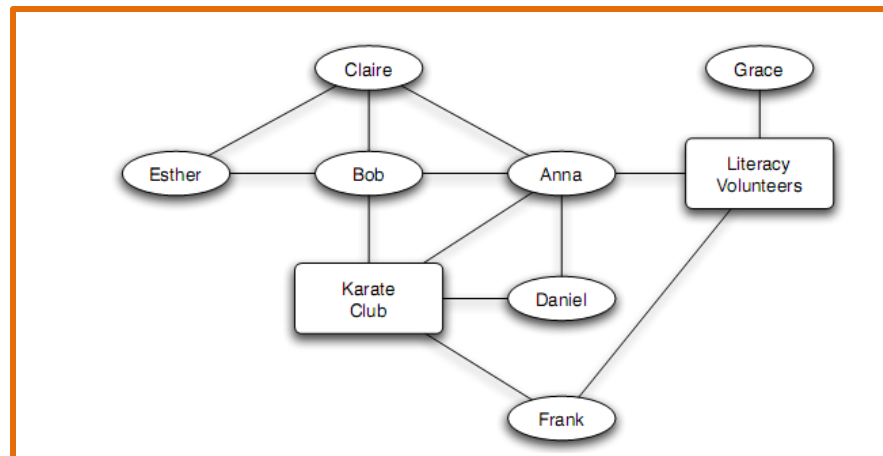 Claire
Grace
Esther
Bob
Anna
Literacy
Volunteers
Karate
Club
Daniel
Frank